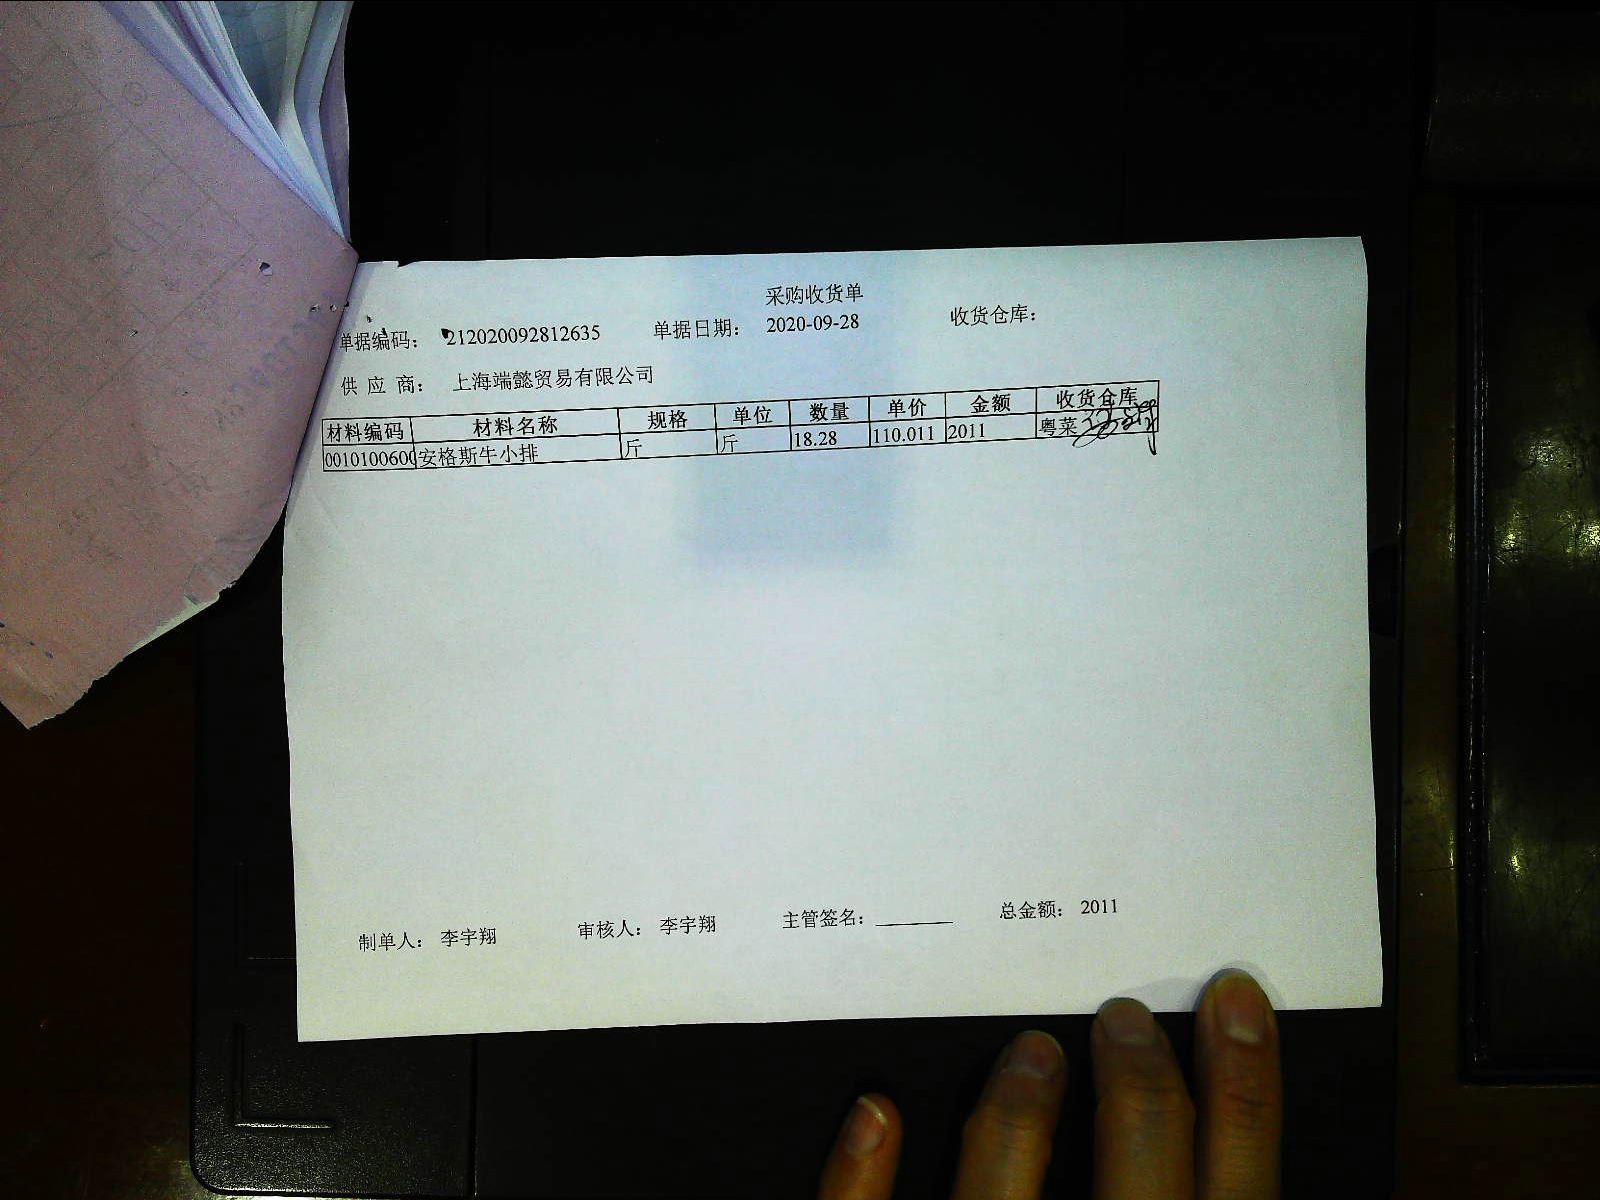 采购收货单
单据编码： 212020092812635 单据日期： 2020-09-28 收货仓库：
供 应 商： 上海端懿贸易有限公司
材料编码 材料名称 规格 单位 数量 单价 金额 收货仓库
0010100600 安格斯牛小排 斤 斤 18.28 110.011 2011 粤菜
制单人： 李宇翔 审核人： 李宇翔 主管签名： 总金额： 2011